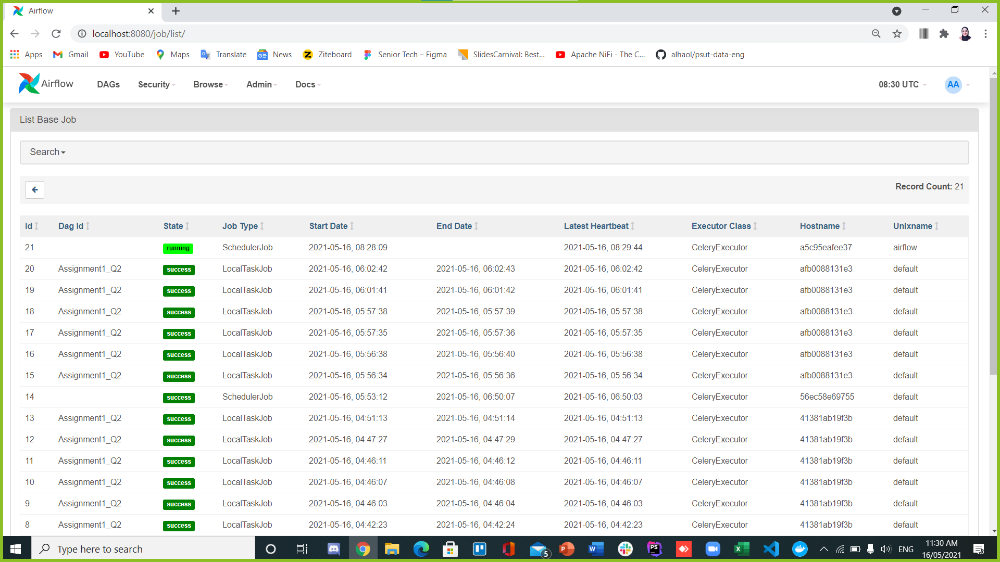 Airflow
localhost:8080/job/list/
Apps Gmail YouTube Maps Translate News Ziteboard Senior Tech – Figma SlidesCarnival: Best... Apache NiFi - The C... alhaol/psut-data-eng
Airflow DAGs Security Browse Admin Docs 08:30 UTC AA
List Base Job
Search
Record Count: 21
Id Dag Id State Job Type Start Date End Date Latest Heartbeat Executor Class Hostname Unixname
21 running SchedulerJob 2021-05-16, 08:28:09 2021-05-16, 08:29:44 CeleryExecutor a5c95eafee37 airflow
20 Assignment1_Q2 success LocalTaskJob 2021-05-16, 06:02:42 2021-05-16, 06:02:43 2021-05-16, 06:02:42 CeleryExecutor afb0088131e3 default
19 Assignment1_Q2 success LocalTaskJob 2021-05-16, 06:01:41 2021-05-16, 06:01:42 2021-05-16, 06:01:41 CeleryExecutor afb0088131e3 default
18 Assignment1_Q2 success LocalTaskJob 2021-05-16, 05:57:38 2021-05-16, 05:57:39 2021-05-16, 05:57:38 CeleryExecutor afb0088131e3 default
17 Assignment1_Q2 success LocalTaskJob 2021-05-16, 05:57:35 2021-05-16, 05:57:36 2021-05-16, 05:57:35 CeleryExecutor afb0088131e3 default
16 Assignment1_Q2 success LocalTaskJob 2021-05-16, 05:56:38 2021-05-16, 05:56:40 2021-05-16, 05:56:38 CeleryExecutor afb0088131e3 default
15 Assignment1_Q2 success LocalTaskJob 2021-05-16, 05:56:34 2021-05-16, 05:56:36 2021-05-16, 05:56:34 CeleryExecutor afb0088131e3 default
14 success SchedulerJob 2021-05-16, 05:53:12 2021-05-16, 06:50:07 2021-05-16, 06:50:03 CeleryExecutor 56ec58e69755 default
13 Assignment1_Q2 success LocalTaskJob 2021-05-16, 04:51:13 2021-05-16, 04:51:14 2021-05-16, 04:51:13 CeleryExecutor 41381ab19f3b default
12 Assignment1_Q2 success LocalTaskJob 2021-05-16, 04:47:27 2021-05-16, 04:47:29 2021-05-16, 04:47:27 CeleryExecutor 41381ab19f3b default
11 Assignment1_Q2 success LocalTaskJob 2021-05-16, 04:46:11 2021-05-16, 04:46:12 2021-05-16, 04:46:11 CeleryExecutor 41381ab19f3b default
10 Assignment1_Q2 success LocalTaskJob 2021-05-16, 04:46:07 2021-05-16, 04:46:08 2021-05-16, 04:46:07 CeleryExecutor 41381ab19f3b default
9 Assignment1_Q2 success LocalTaskJob 2021-05-16, 04:46:03 2021-05-16, 04:46:04 2021-05-16, 04:46:03 CeleryExecutor 41381ab19f3b default
8 Assignment1_Q2 success LocalTaskJob 2021-05-16, 04:42:23 2021-05-16, 04:42:24 2021-05-16, 04:42:23 CeleryExecutor 41381ab19f3b default
Type here to search 5 ENG 11:30 AM
16/05/2021